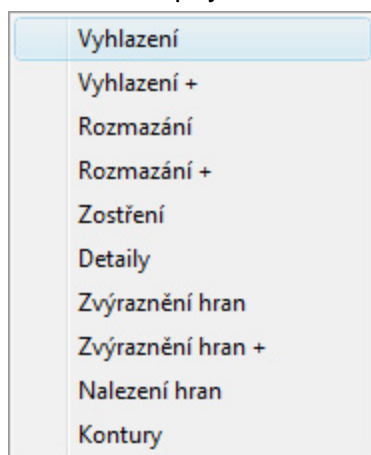 Vyhlazení
Vyhlazení +
Rozmazání
Rozmazání +
Zostření
Detaily
Zvýraznění hran
Zvýraznění hran +
Nalezení hran
Kontury